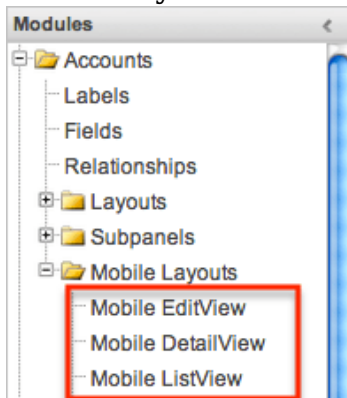 Modules
Accounts
Labels
Fields
Relationships
Layouts
Subpanels
Mobile Layouts
Mobile EditView
Mobile DetailView
Mobile ListView